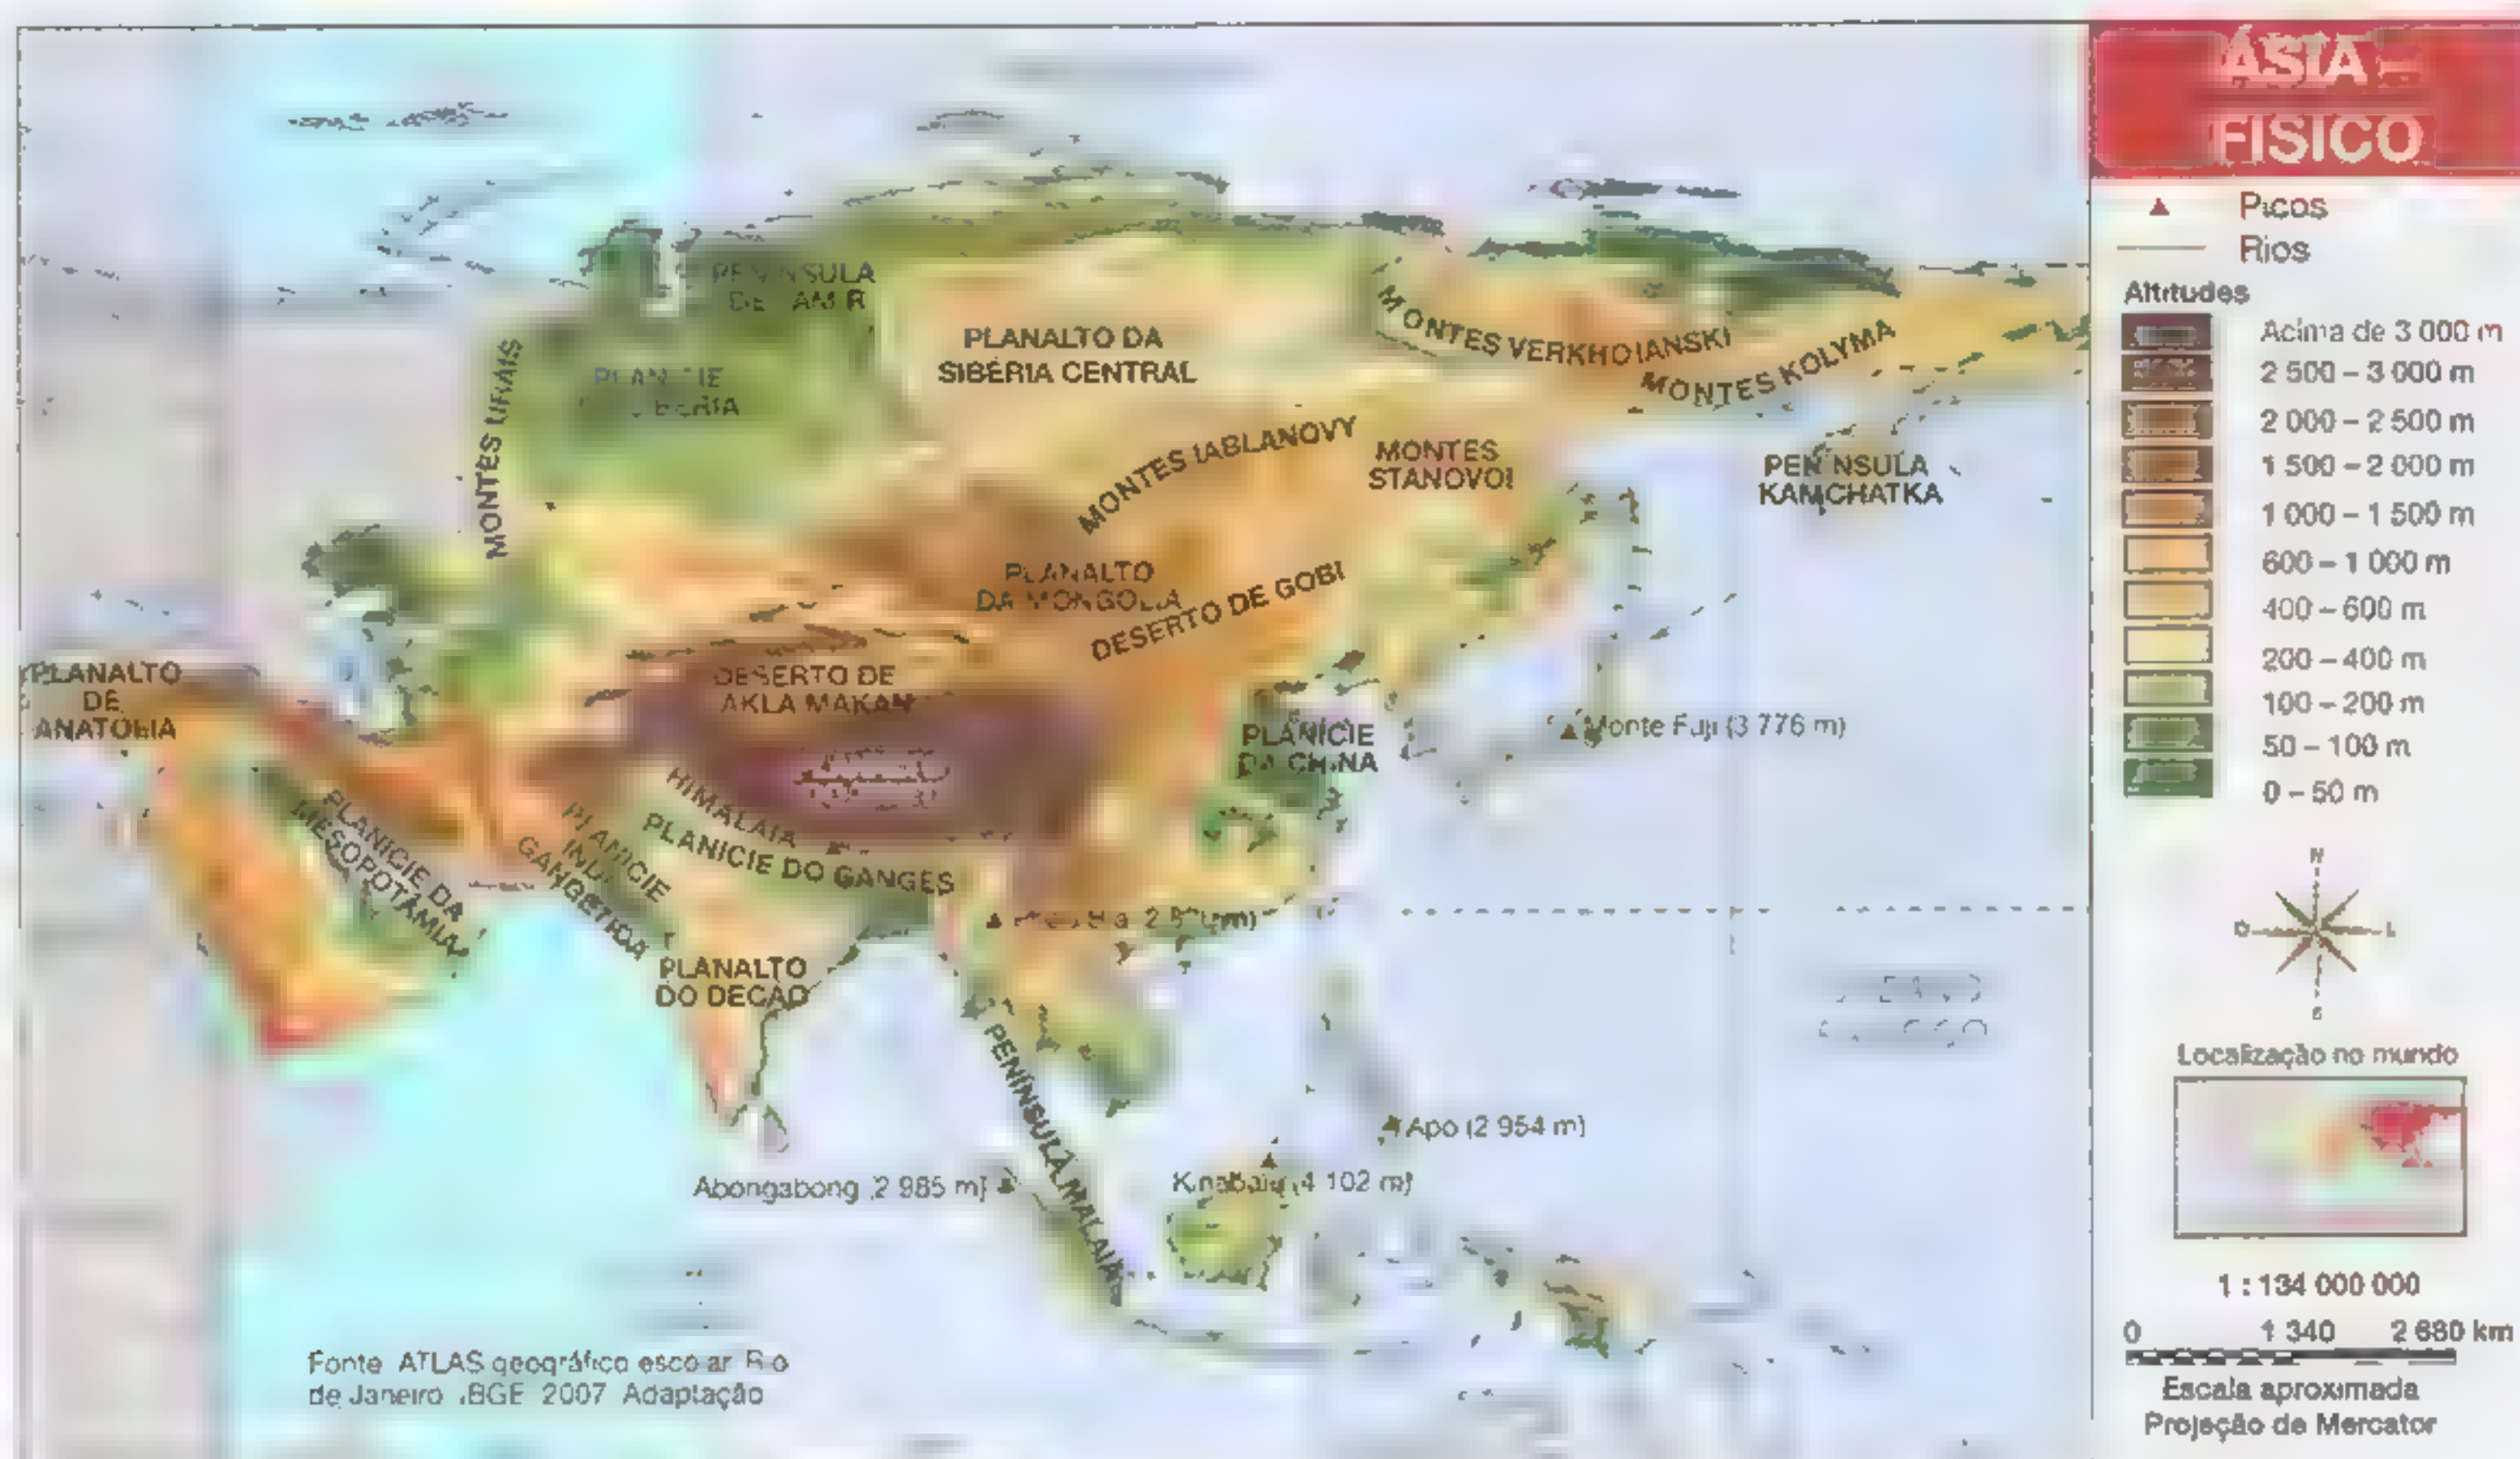 ÁSIA
FÍSICO
Picos
Rios
Altitudes
Acima de 3 000 m
2 500 – 3 000 m
2 000 – 2 500 m
1 500 – 2 000 m
1 000 – 1 500 m
600 – 1 000 m
400 – 600 m
200 – 400 m
100 – 200 m
50 – 100 m
0 – 50 m
N
O
L
S
Localização no mundo
1 : 134 000 000
0 1 340 2 680 km
Escala aproximada
Projeção de Mercator
PENÍNSULA
DE
MONTES URAIS
PLANÍCIE
PLANALTO DA
SIBÉRIA CENTRAL
MONTES VERKHOIANSKI
MONTES KOLYMA
MONTES IABLANOVY
MONTES
STANOVOI
PENÍNSULA
KAMCHATKA
PLANALTO
DA MONGÓLIA
DESERTO DE GOBI
PLANALTO
DE
ANATÓLIA
DESERTO DE
AKLA MAKAN
PLANÍCIE
DA CHINA
Monte Fuji (3 776 m)
HIMALAIA
PLANÍCIE DO GANGES
PLANÍCIE DA
MESOPOTÂMIA
PLANÍCIE
GANGÉTICA
PLANALTO
DO DECÃO
PENÍNSULA MALAIA
Apo (2 954 m)
Abongabong (2 985 m)
Kinabalu (4 102 m)
Fonte ATLAS geográfico escolar Rio
de Janeiro IBGE 2007 Adaptação